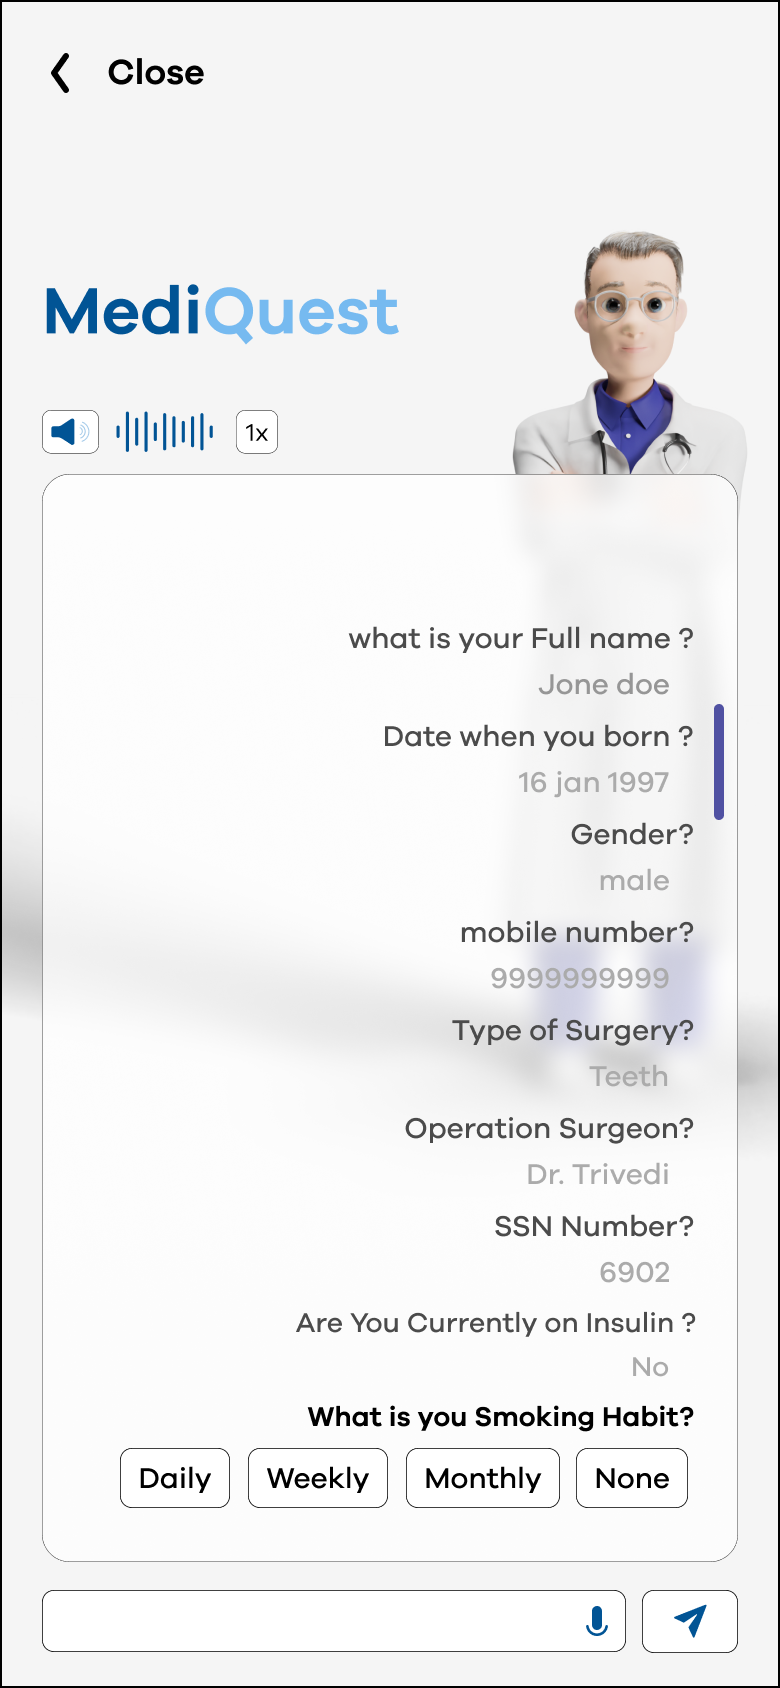 Close
MediQuest
1x
what is your Full name ?
Jone doe
Date when you born ?
16 jan 1997
Gender?
male
mobile number?
9999999999
Type of Surgery?
Teeth
Operation Surgeon?
Dr. Trivedi
SSN Number?
6902
Are You Currently on Insulin ?
No
What is you Smoking Habit?
Daily Weekly Monthly None